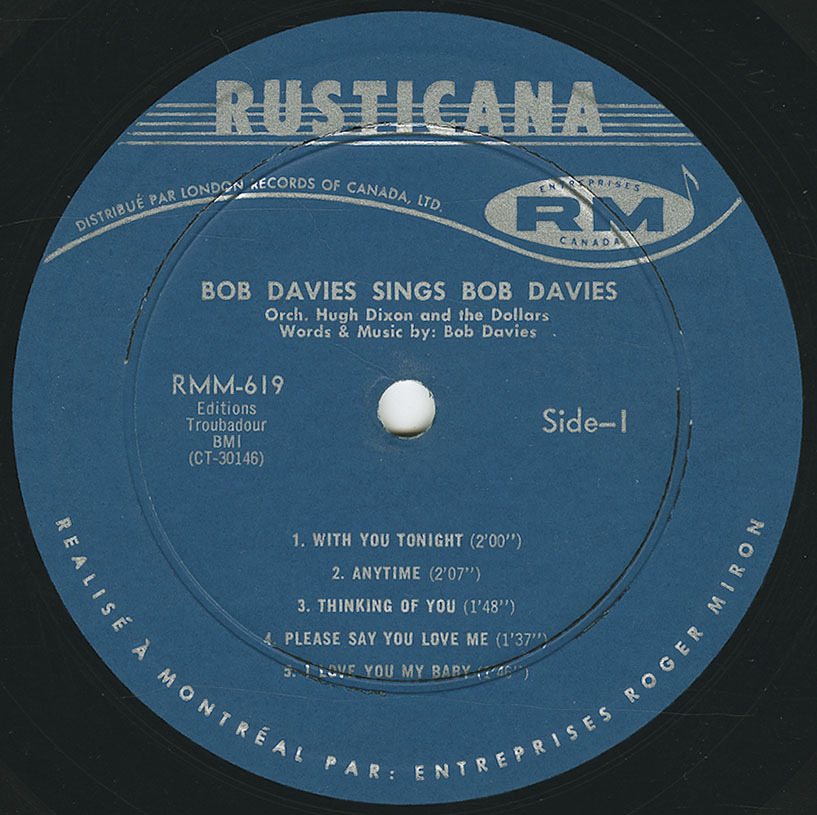 RUSTICANA
DISTRIBUÉ PAR LONDON RECORDS OF CANADA, LTD.
ENTREPRISES
RM
CANADA
BOB DAVIES SINGS BOB DAVIES
Orch. Hugh Dixon and the Dollars
Words & Music by: Bob Davies
RMM-619
Editions
Troubadour
BMI
(CT-30146)
Side-1
1. WITH YOU TONIGHT (2'00'')
2. ANYTIME (2'07'')
3. THINKING OF YOU (1'48'')
4. PLEASE SAY YOU LOVE ME (1'37'')
5. I LOVE YOU MY BABY (1'46'')
REALISÉ À MONTRÉAL PAR: ENTREPRISES ROGER MIRON